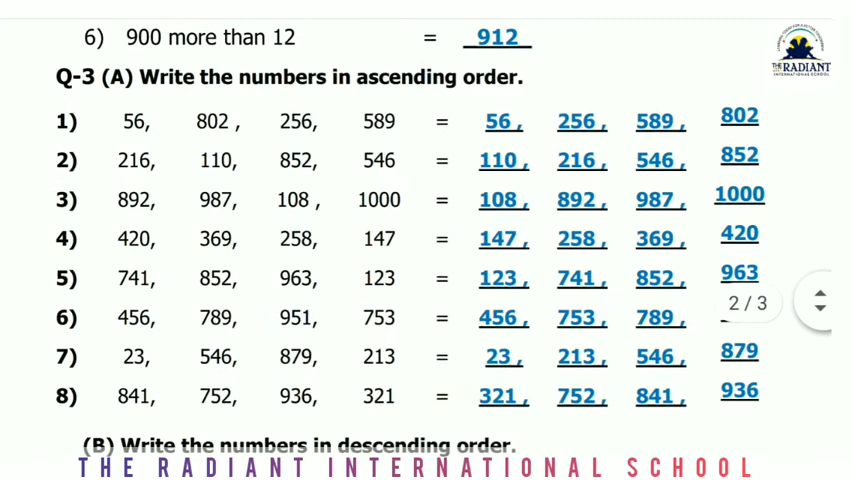 6) 900 more than 12 = 912
THE RADIANT
INTERNATIONAL SCHOOL
Q-3 (A) Write the numbers in ascending order.
1) 56, 802 , 256, 589 = 56 , 256 , 589 , 802
2) 216, 110, 852, 546 = 110 , 216 , 546 , 852
3) 892, 987, 108 , 1000 = 108 , 892 , 987 , 1000
4) 420, 369, 258, 147 = 147 , 258 , 369 , 420
5) 741, 852, 963, 123 = 123 , 741 , 852 , 963
2 / 3
6) 456, 789, 951, 753 = 456 , 753 , 789 ,
7) 23, 546, 879, 213 = 23 , 213 , 546 , 879
8) 841, 752, 936, 321 = 321 , 752 , 841 , 936
(B) Write the numbers in descending order.
THE RADIANT INTERNATIONAL SCHOOL